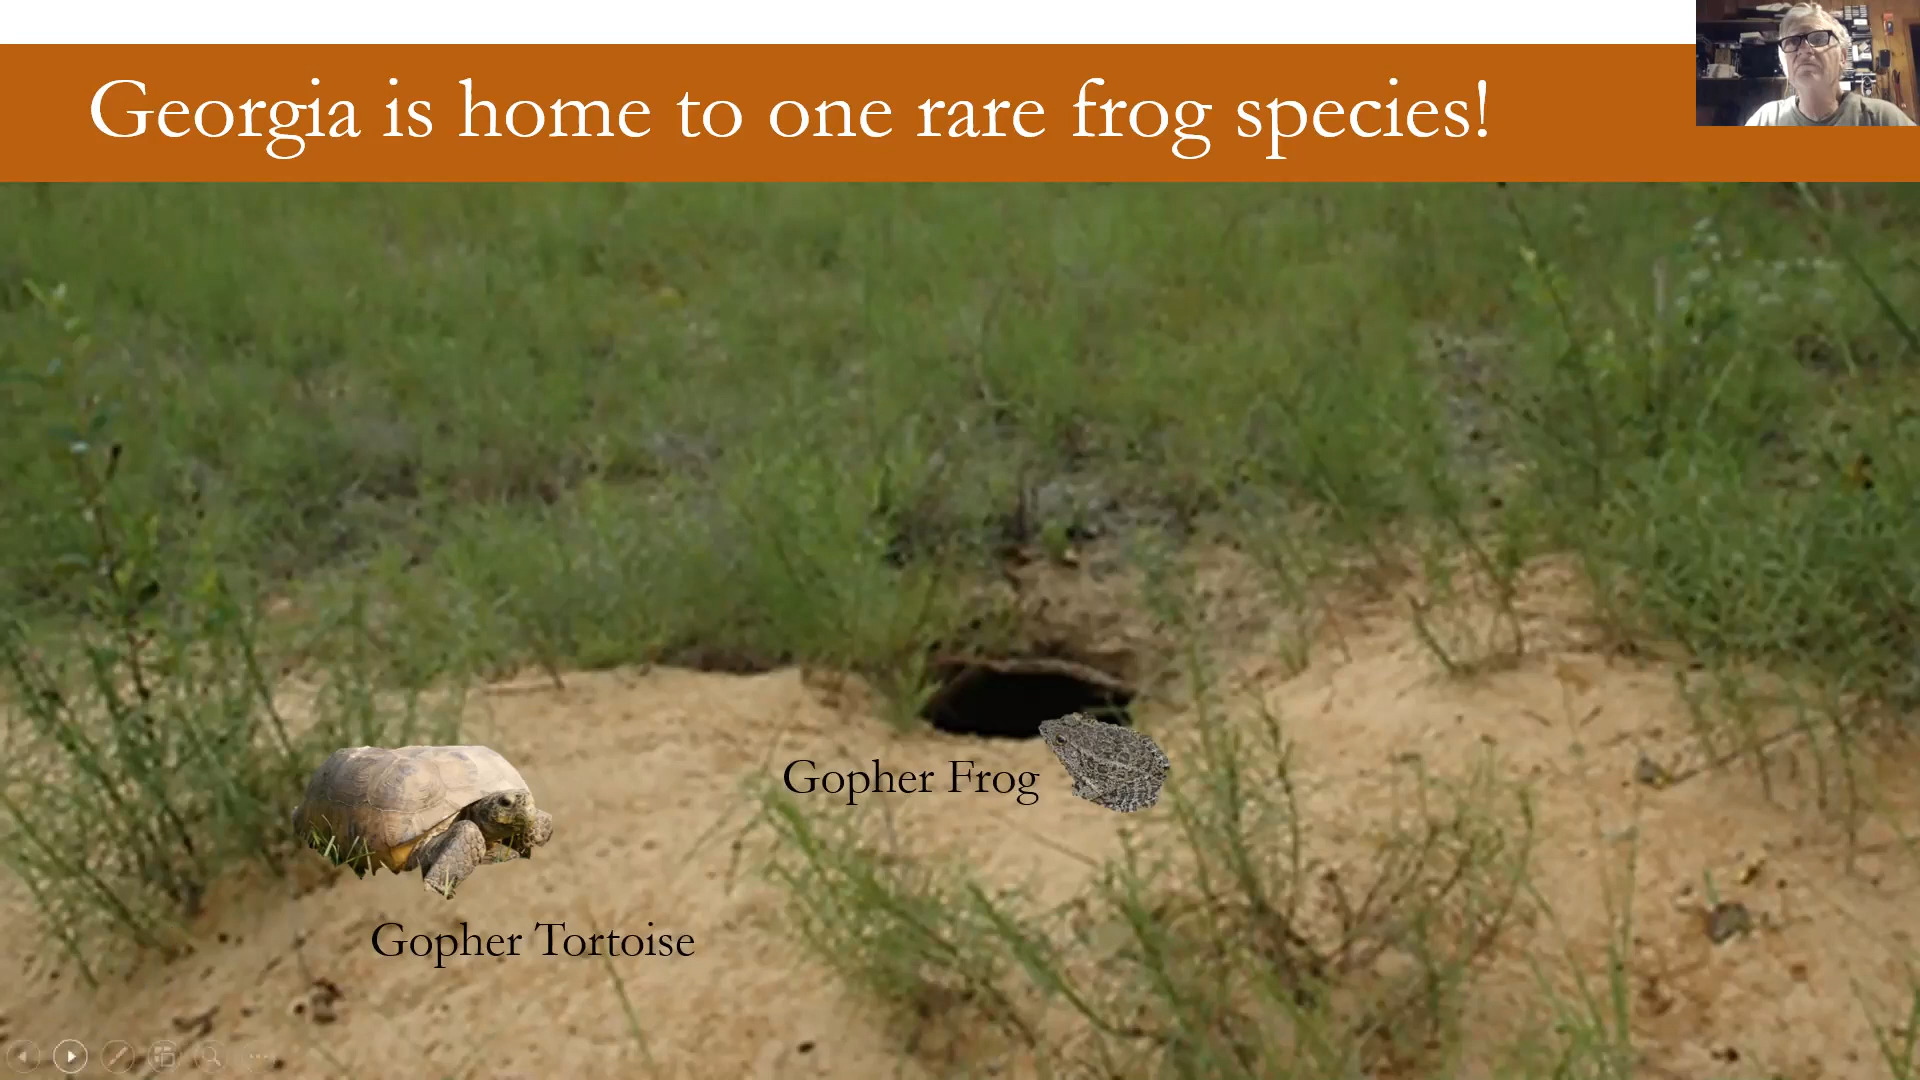 Georgia is home to one rare frog species!
Gopher Frog
Gopher Tortoise